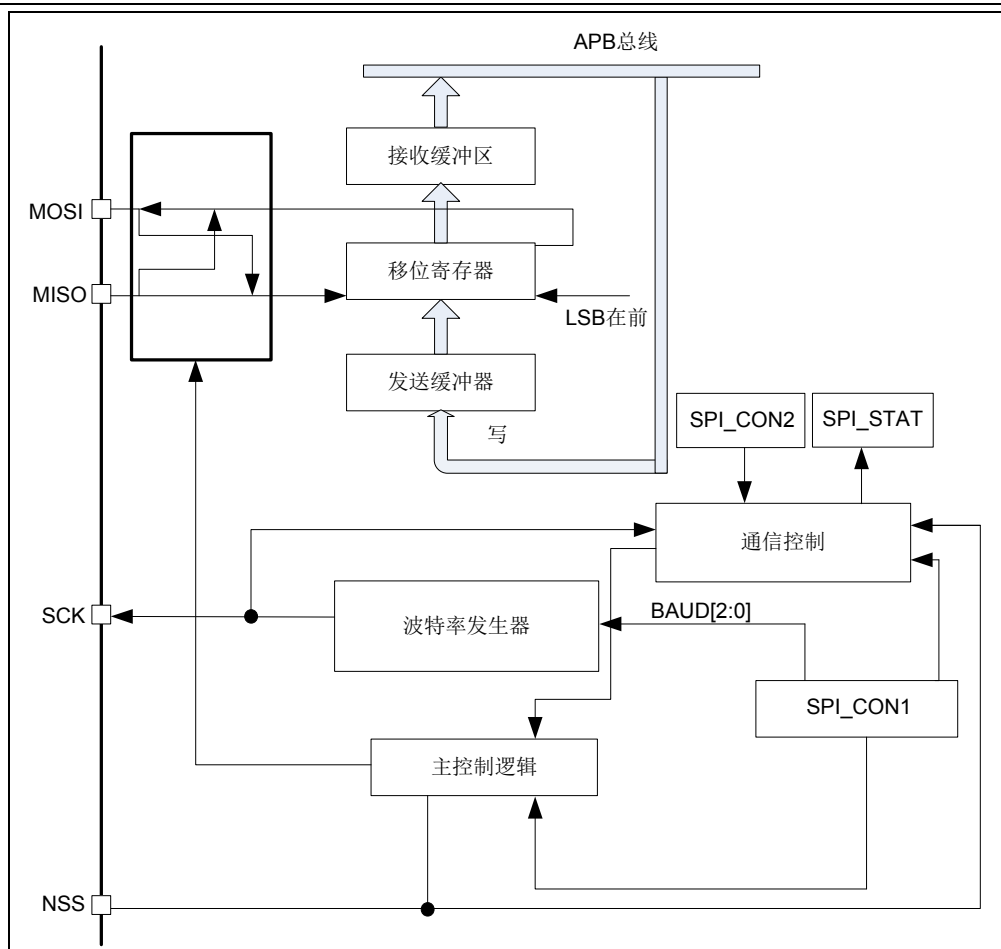 APB总线
接收缓冲区
MOSI
移位寄存器
MISO
LSB在前
发送缓冲器
写
SPI_CON2
SPI_STAT
通信控制
SCK
波特率发生器
BAUD[2:0]
SPI_CON1
主控制逻辑
NSS